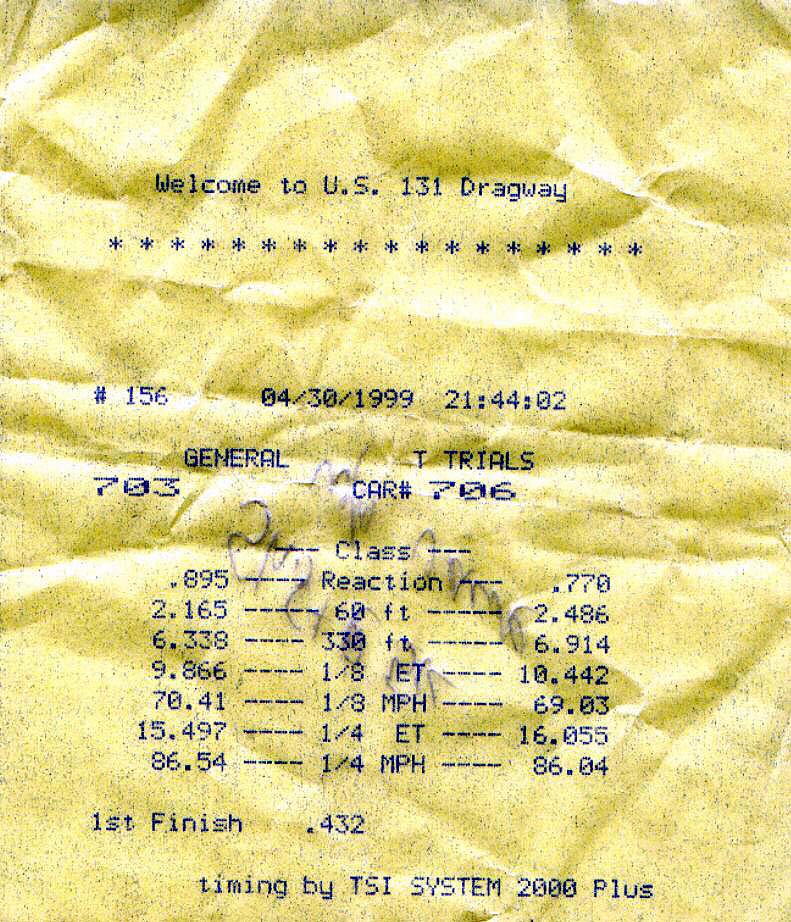 Welcome to U.S. 131 Dragway
* * * * * * * * * * * * * * * * * *
# 156 04/30/1999 21:44:02
GENERAL T TRIALS
703 CAR# 706
--- Class ---
.895 ---- Reaction --- .770
2.165 ----- 60 ft ----- 2.486
6.338 ---- 330 ft ----- 6.914
9.866 ---- 1/8 ET ---- 10.442
70.41 ---- 1/8 MPH ---- 69.03
15.497 ---- 1/4 ET ---- 16.055
86.54 ---- 1/4 MPH ---- 86.04
1st Finish .432
timing by TSI SYSTEM 2000 Plus